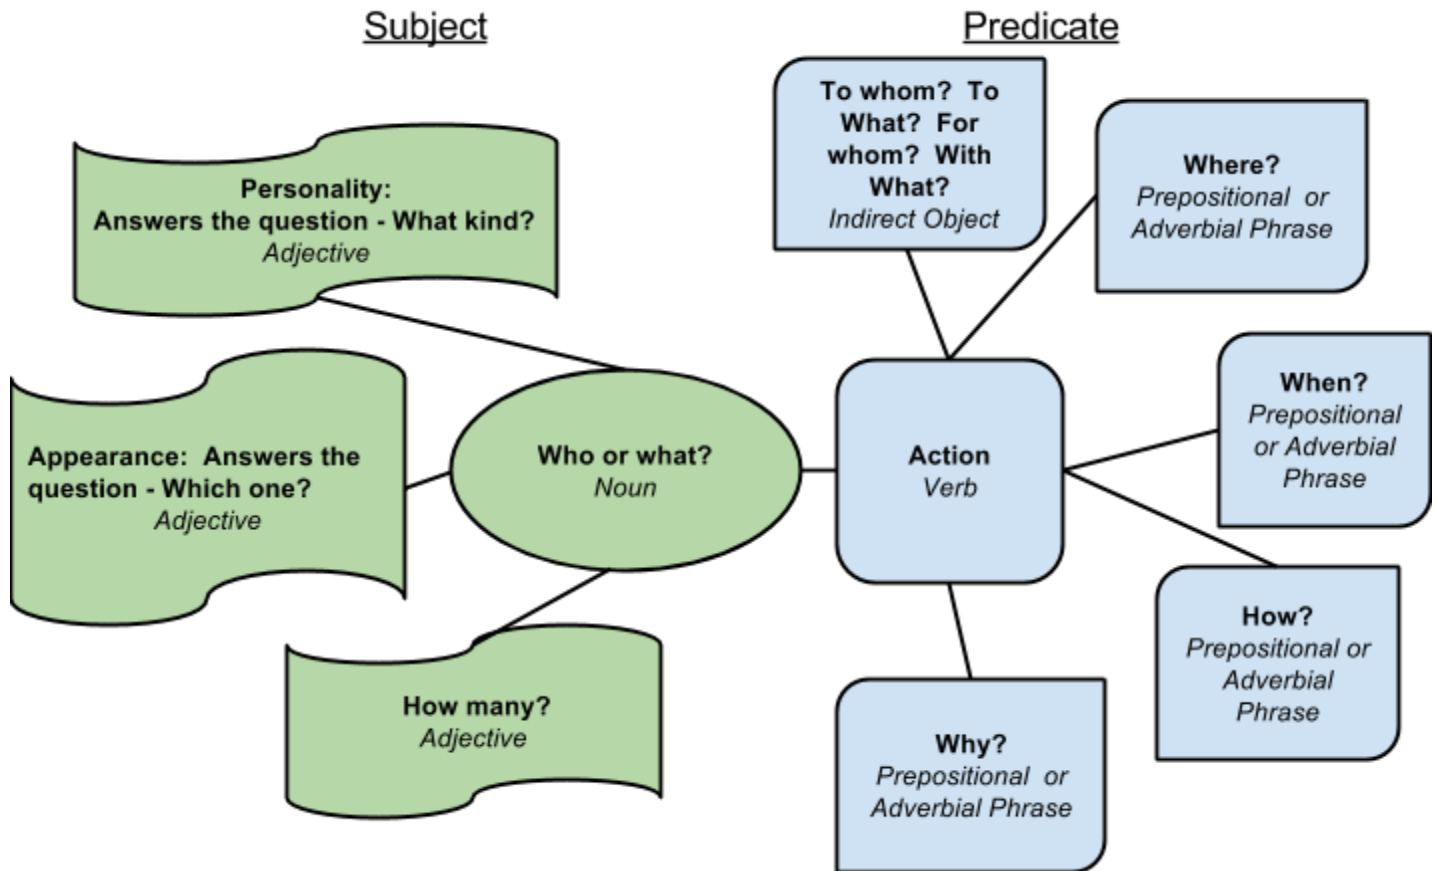 Subject
Predicate
Personality:
Answers the question - What kind?
Adjective
Appearance:  Answers the
question - Which one?
Adjective
How many?
Adjective
Who or what?
Noun
Action
Verb
To whom?  To
What?  For
whom?  With
What?
Indirect Object
Where?
Prepositional  or
Adverbial Phrase
When?
Prepositional
or Adverbial
Phrase
How?
Prepositional or
Adverbial
Phrase
Why?
Prepositional  or
Adverbial Phrase